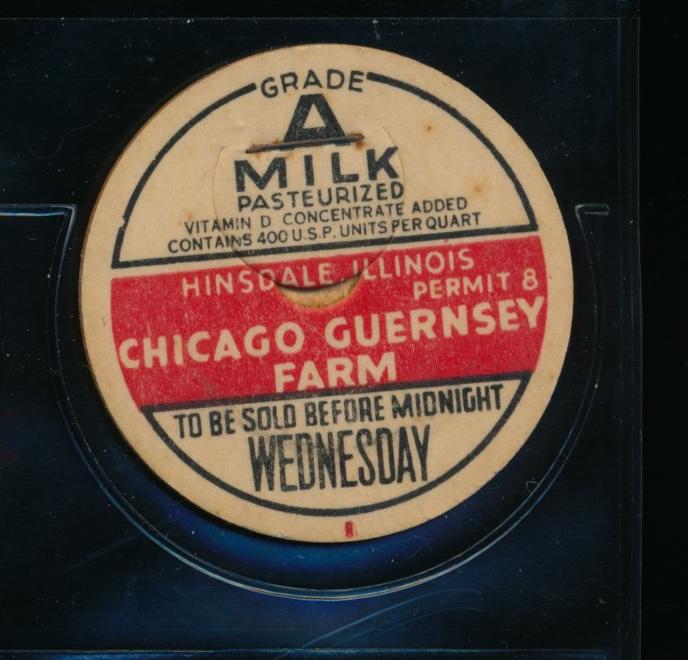 GRADE
A
MILK
PASTEURIZED
VITAMIN D CONCENTRATE ADDED
CONTAINS 400 U.S.P. UNITS PER QUART
HINSDALE, ILLINOIS
PERMIT 8
CHICAGO GUERNSEY
FARM
TO BE SOLD BEFORE MIDNIGHT
WEDNESDAY